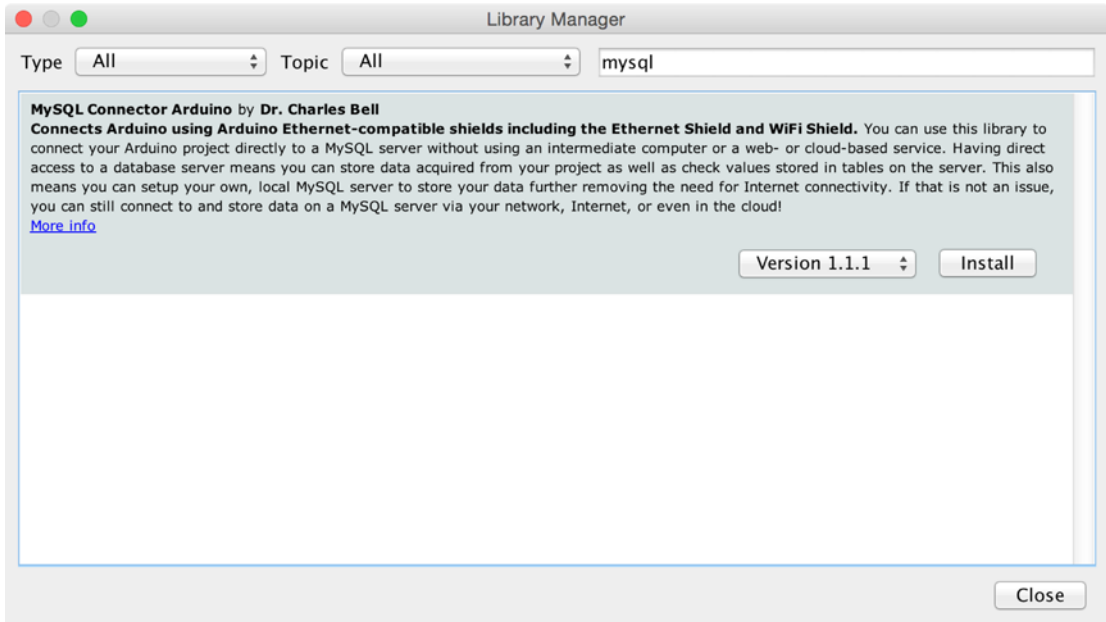 Library Manager
Type All Topic All mysql
MySQL Connector Arduino by Dr. Charles Bell
Connects Arduino using Arduino Ethernet-compatible shields including the Ethernet Shield and WiFi Shield. You can use this library to
connect your Arduino project directly to a MySQL server without using an intermediate computer or a web- or cloud-based service. Having direct
access to a database server means you can store data acquired from your project as well as check values stored in tables on the server. This also
means you can setup your own, local MySQL server to store your data further removing the need for Internet connectivity. If that is not an issue,
you can still connect to and store data on a MySQL server via your network, Internet, or even in the cloud!
More info
Version 1.1.1 Install
Close